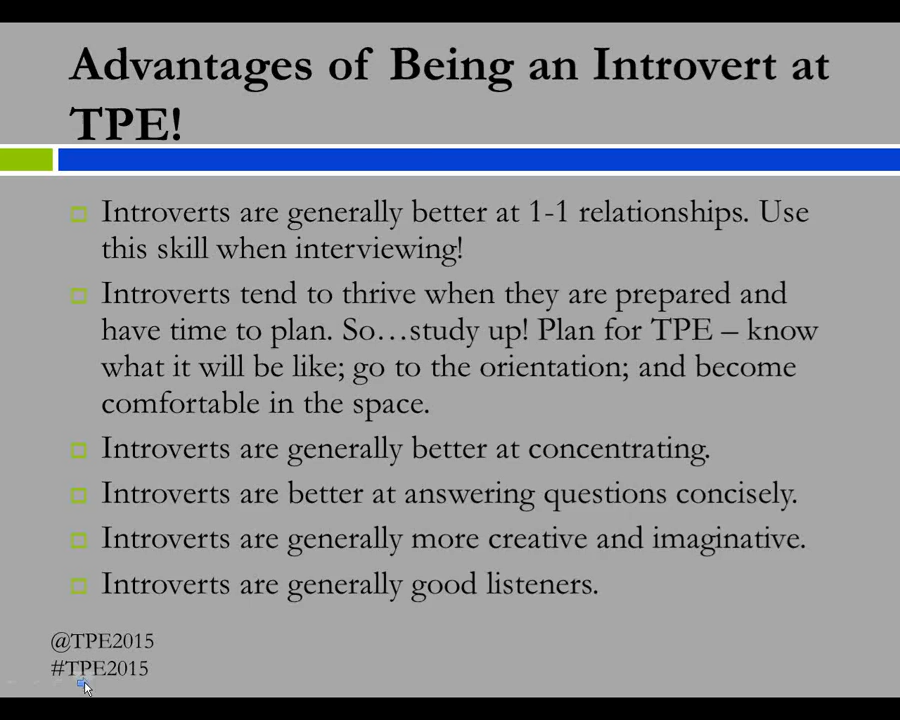 Advantages of Being an Introvert at
TPE!
Introverts are generally better at 1-1 relationships. Use
this skill when interviewing!
Introverts tend to thrive when they are prepared and
have time to plan. So…study up! Plan for TPE – know
what it will be like; go to the orientation; and become
comfortable in the space.
Introverts are generally better at concentrating.
Introverts are better at answering questions concisely.
Introverts are generally more creative and imaginative.
Introverts are generally good listeners.
@TPE2015
#TPE2015